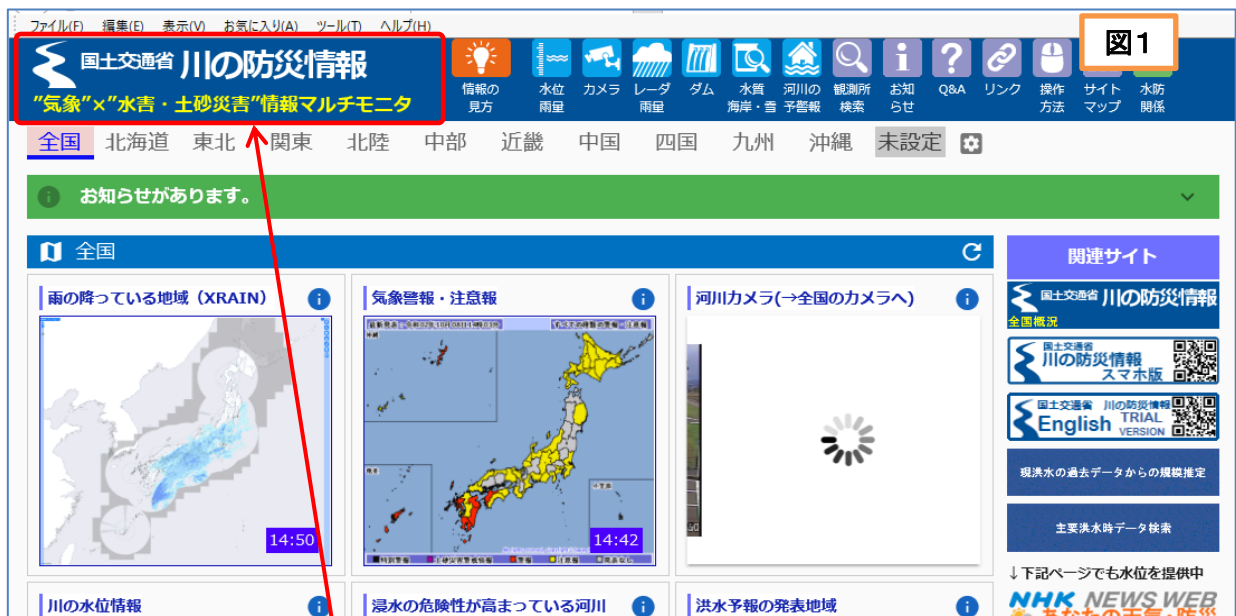 ファイル(F) 編集(E) 表示(V) お気に入り(A) ツール(T) ヘルプ(H)
図1
国土交通省 川の防災情報
"気象"×"水害・土砂災害"情報マルチモニタ
情報の見方
水位雨量
カメラ
レーダ雨量
ダム
水質海岸・雪
河川の予警報
観測所検索
お知らせ
Q&A
リンク
操作方法
サイトマップ
水防関係
全国 北海道 東北 関東 北陸 中部 近畿 中国 四国 九州 沖縄 未設定
お知らせがあります。
全国
雨の降っている地域（XRAIN）
14:50
気象警報・注意報
14:42
河川カメラ(→全国のカメラへ)
川の水位情報
浸水の危険性が高まっている河川
洪水予報の発表地域
関連サイト
国土交通省 川の防災情報
全国概況
国土交通省
川の防災情報
スマホ版
国土交通省 川の防災情報
English TRIAL VERSION
現洪水の過去データからの規模推定
主要洪水時データ検索
↓下記ページでも水位を提供中
NHK NEWS WEB
あなたの天気・防災